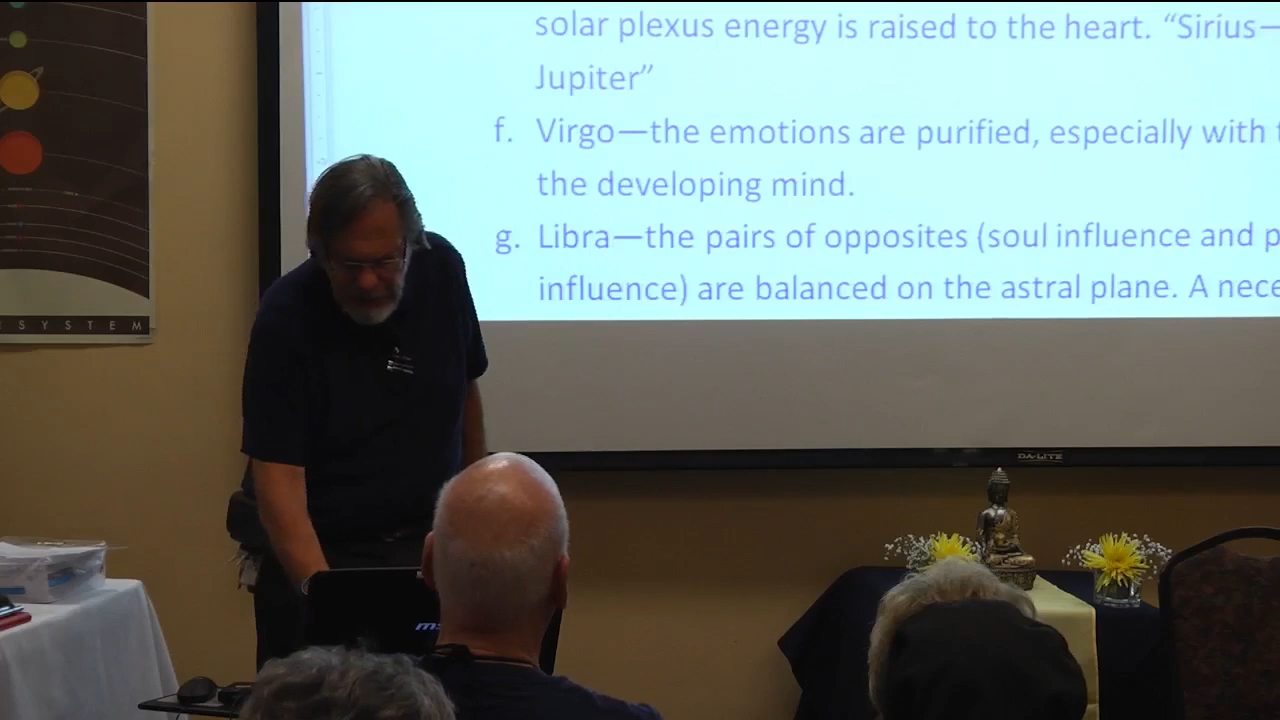 solar plexus energy is raised to the heart. “Sirius—
Jupiter”
f. Virgo—the emotions are purified, especially with
the developing mind.
g. Libra—the pairs of opposites (soul influence and p
influence) are balanced on the astral plane. A nece
SYSTEM
DA-LITE